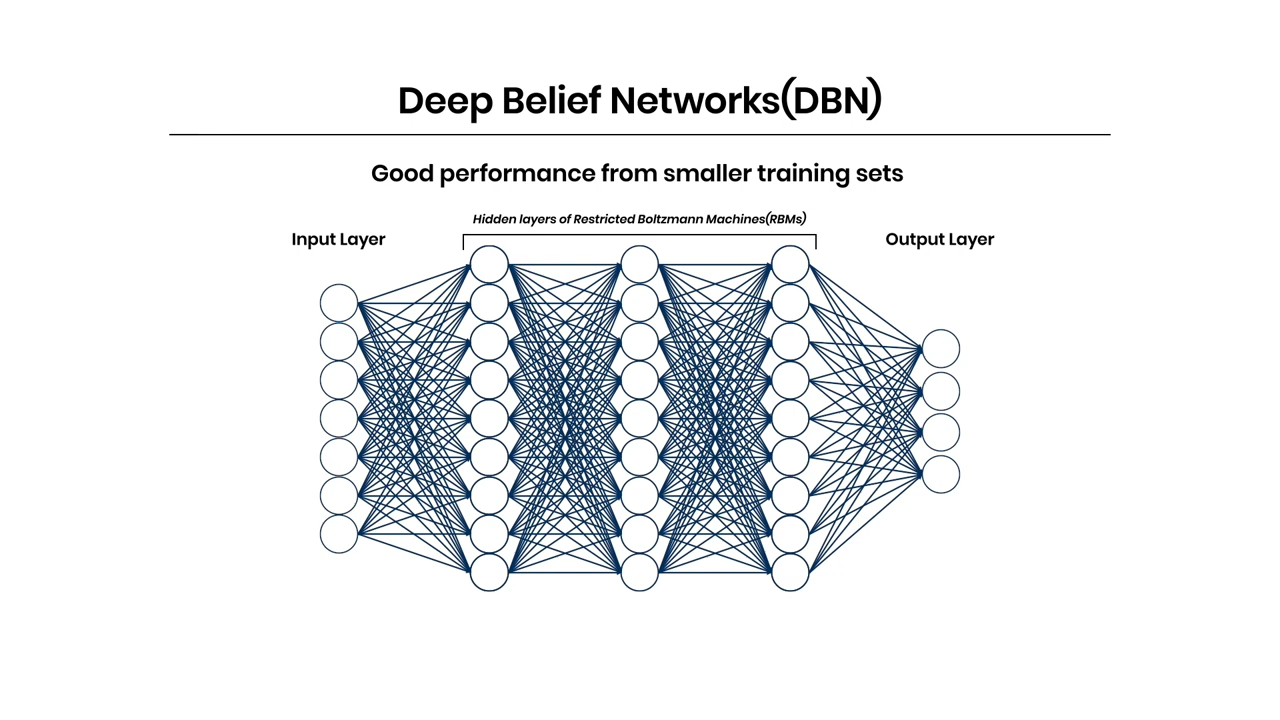 Deep Belief Networks(DBN)
Good performance from smaller training sets
Hidden layers of Restricted Boltzmann Machines(RBMs)
Input Layer
Output Layer